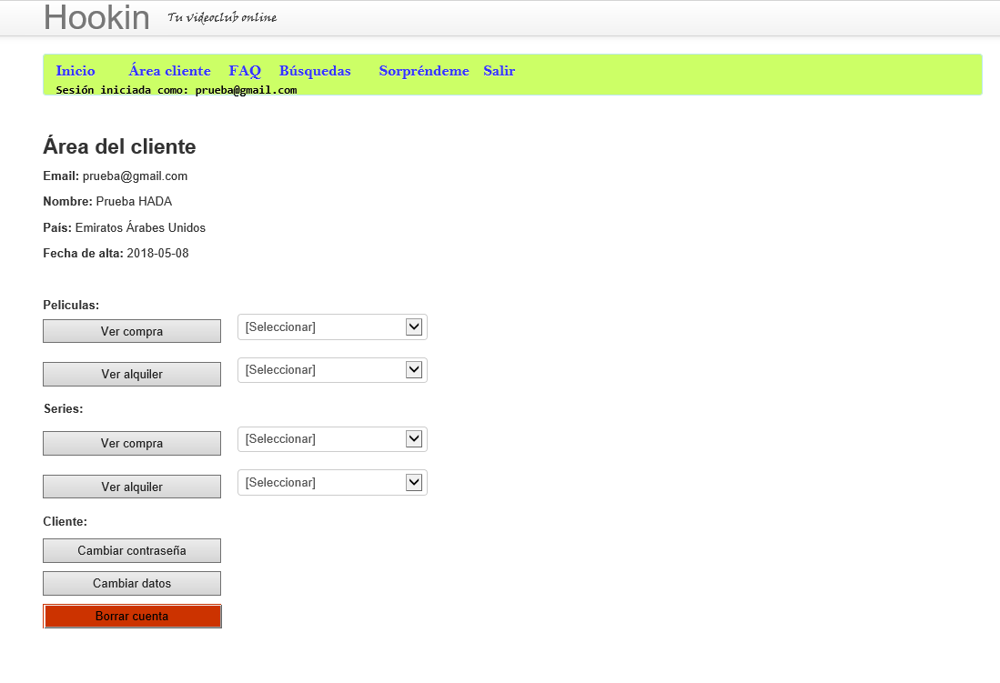 Hookin Tu videoclub online
Inicio Área cliente FAQ Búsquedas Sorpréndeme Salir
Sesión iniciada como: prueba@gmail.com
Área del cliente
Email: prueba@gmail.com
Nombre: Prueba HADA
País: Emiratos Árabes Unidos
Fecha de alta: 2018-05-08
Peliculas:
Ver compra [Seleccionar]
Ver alquiler [Seleccionar]
Series:
Ver compra [Seleccionar]
Ver alquiler [Seleccionar]
Cliente:
Cambiar contraseña
Cambiar datos
Borrar cuenta